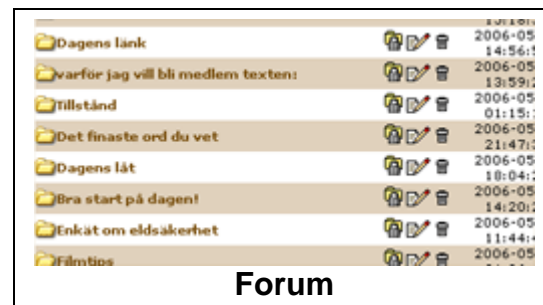 Dagens länk 2006-05
14:56:
varför jag vill bli medlem texten: 2006-05
13:59:
Tillstånd 2006-05
01:15:
Det finaste ord du vet 2006-05
21:47:
Dagens låt 2006-05
18:04:
Bra start på dagen! 2006-05
14:20:
Enkät om eldsäkerhet 2006-05
11:44:
Filmtips 2006-05
Forum